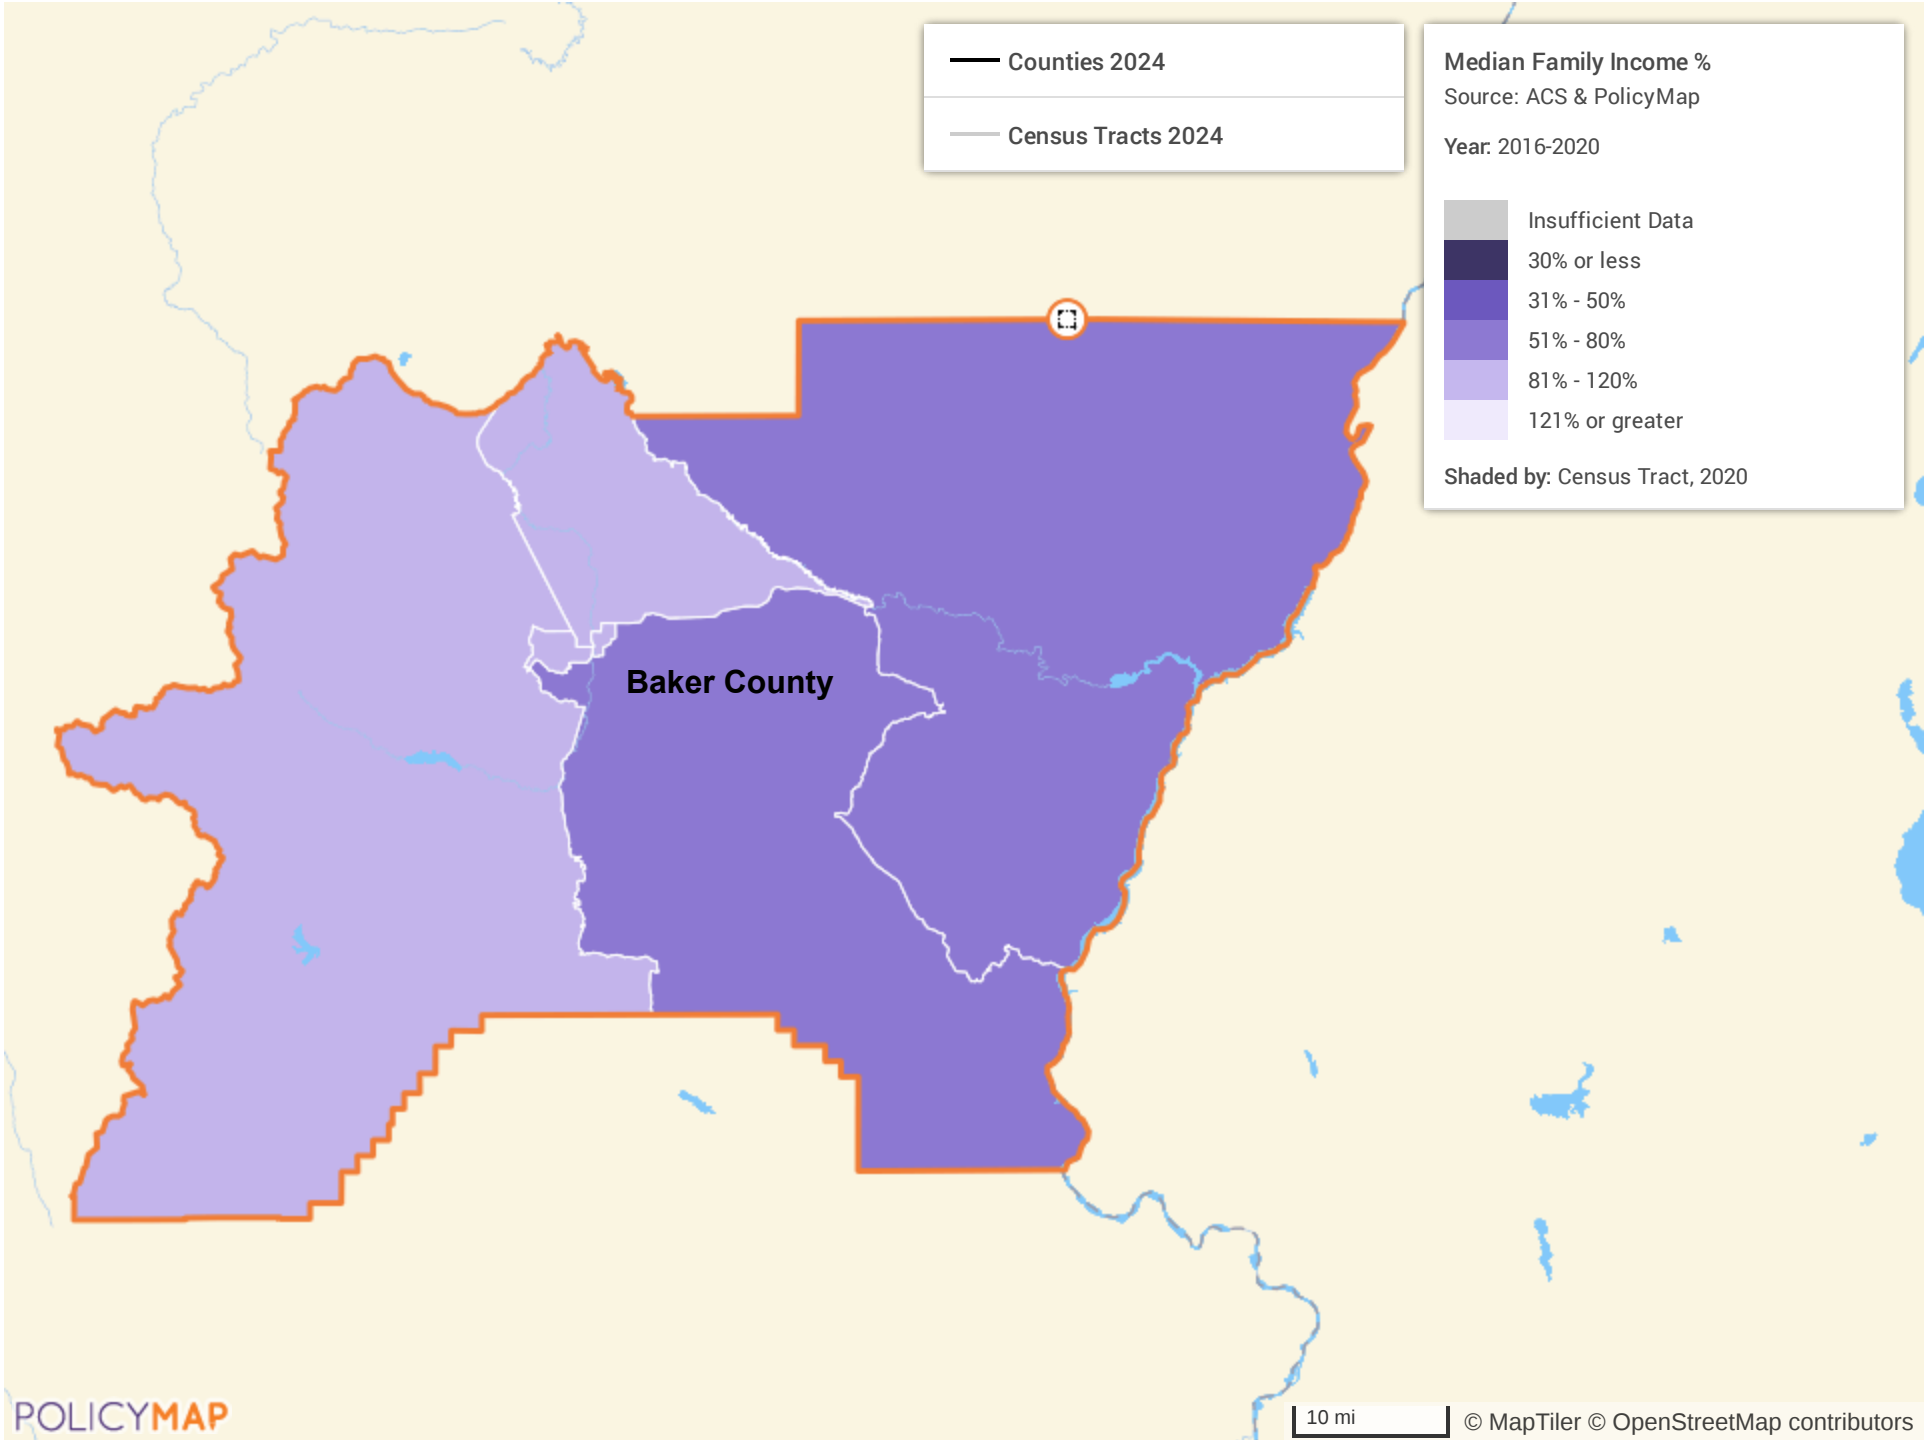 Counties 2024
Census Tracts 2024
Median Family Income %
Source: ACS & PolicyMap
Year: 2016-2020
Insufficient Data
30% or less
31% - 50%
51% - 80%
81% - 120%
121% or greater
Shaded by: Census Tract, 2020
Baker County
POLICYMAP
10 mi
© MapTiler © OpenStreetMap contributors